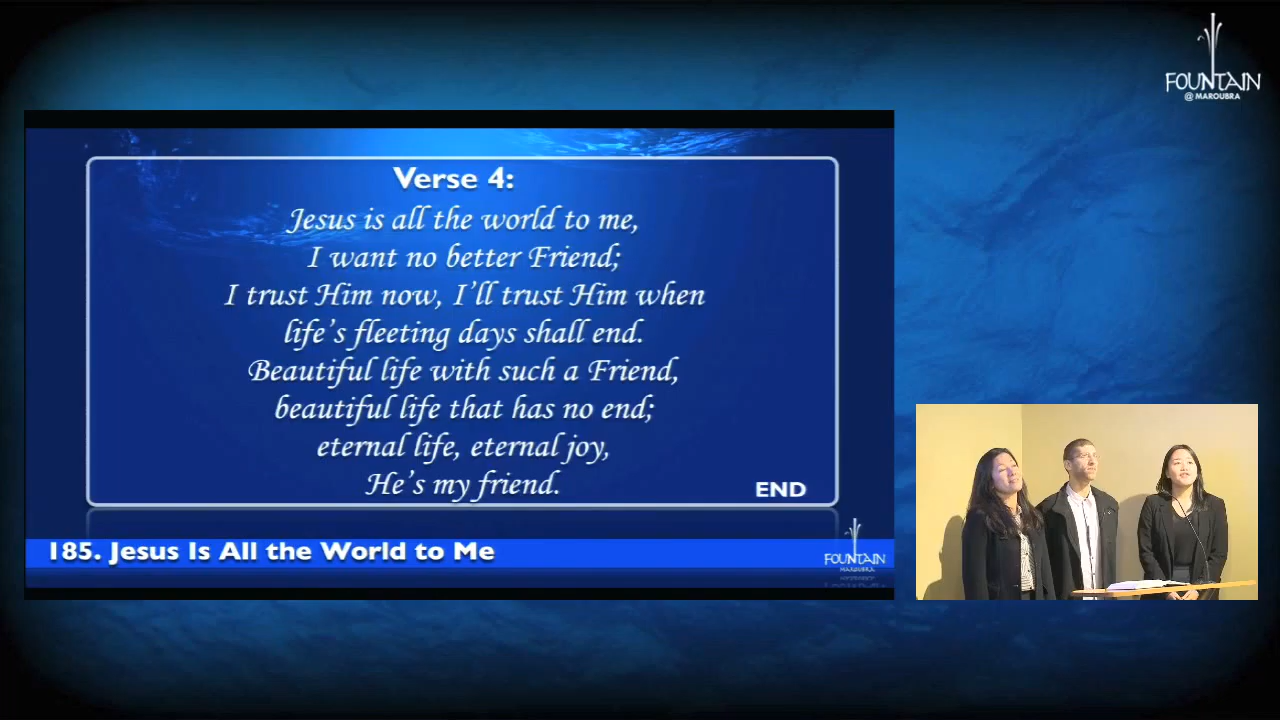 FOUNTAIN
@ MAROUBRA
Verse 4:
Jesus is all the world to me,
I want no better Friend;
I trust Him now, I’ll trust Him when
life’s fleeting days shall end.
Beautiful life with such a Friend,
beautiful life that has no end;
eternal life, eternal joy,
He’s my friend.
END
185. Jesus Is All the World to Me
FOUNTAIN
MAROUBRA